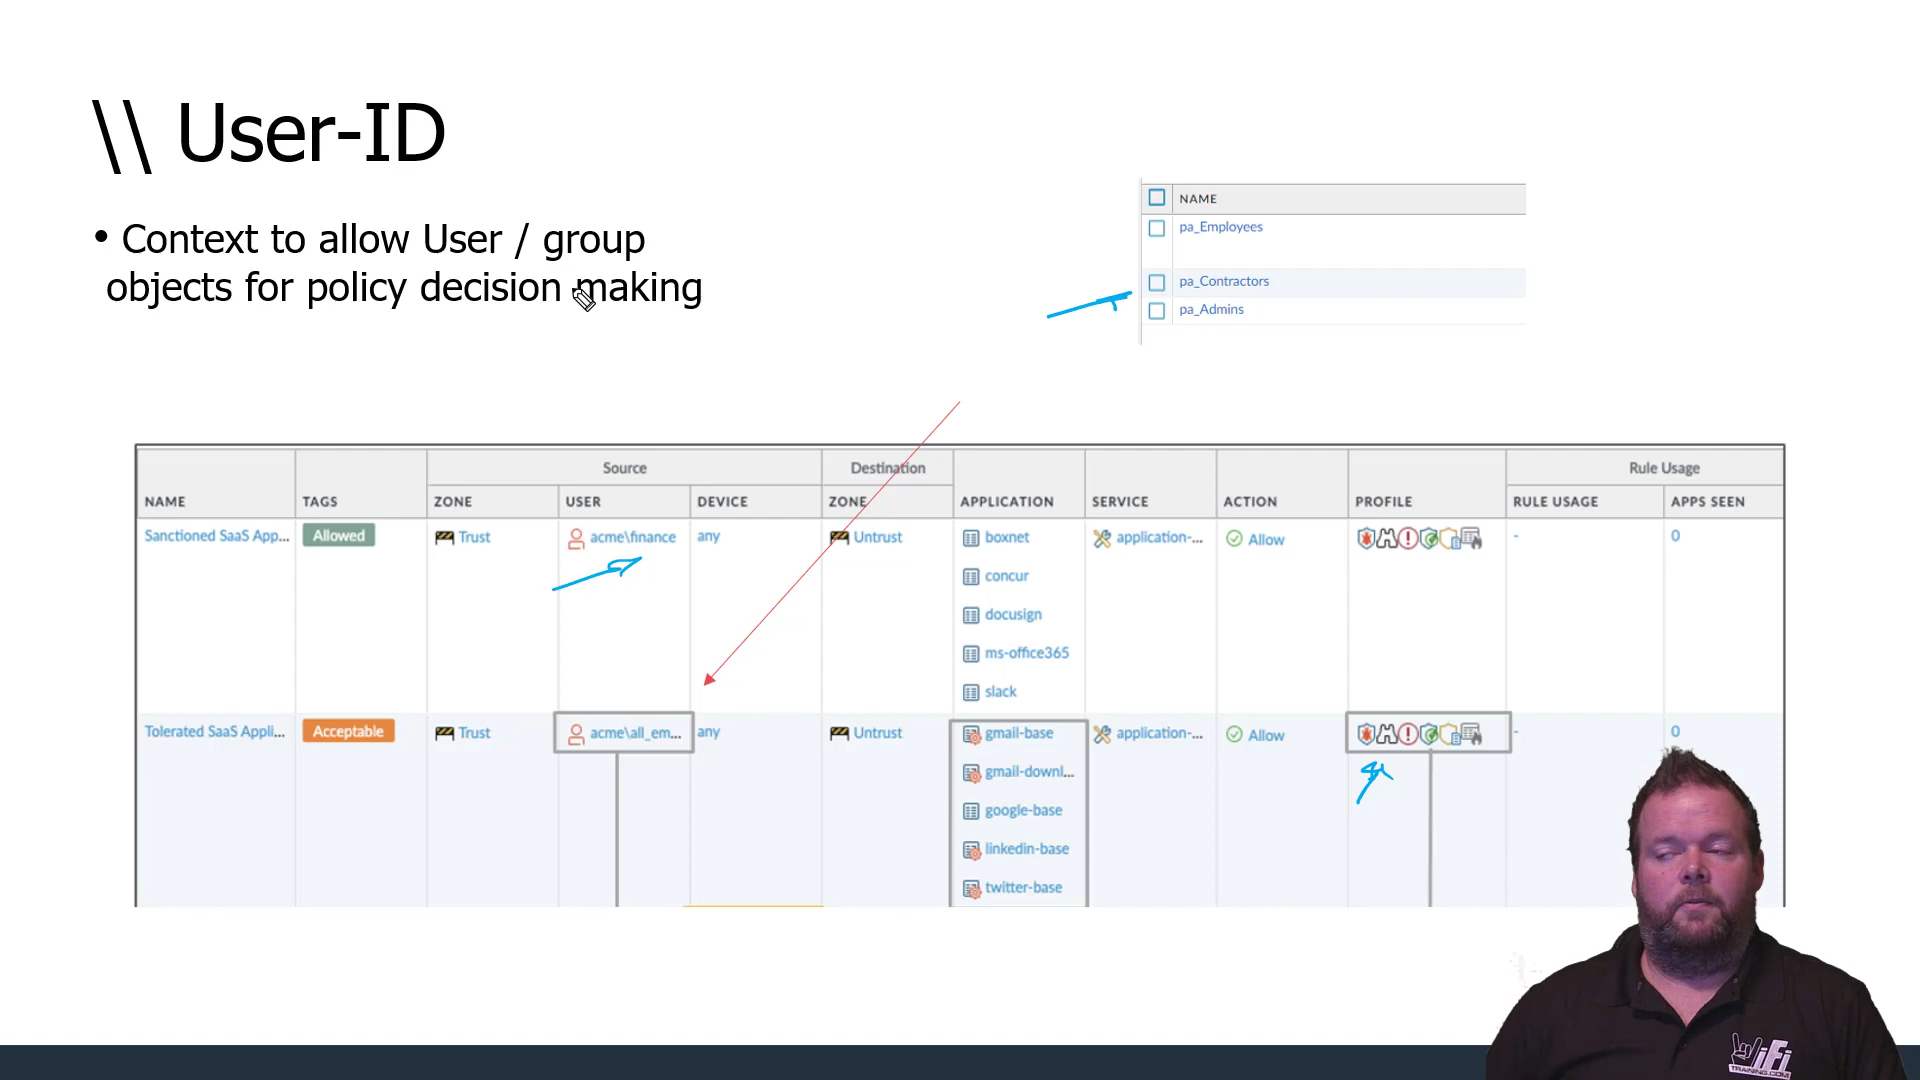 \\ User-ID
• Context to allow User / group
objects for policy decision making
NAME
pa_Employees
pa_Contractors
pa_Admins
Source Destination Rule Usage
NAME TAGS ZONE USER DEVICE ZONE APPLICATION SERVICE ACTION PROFILE RULE USAGE APPS SEEN
Sanctioned SaaS App... Allowed Trust acme\finance any Untrust boxnet application-... Allow - 0
concur
docusign
ms-office365
slack
Tolerated SaaS Appli... Acceptable Trust acme\all_em... any Untrust gmail-base application-... Allow - 0
gmail-downl...
google-base
linkedin-base
twitter-base
WiFi
TRAINING.COM